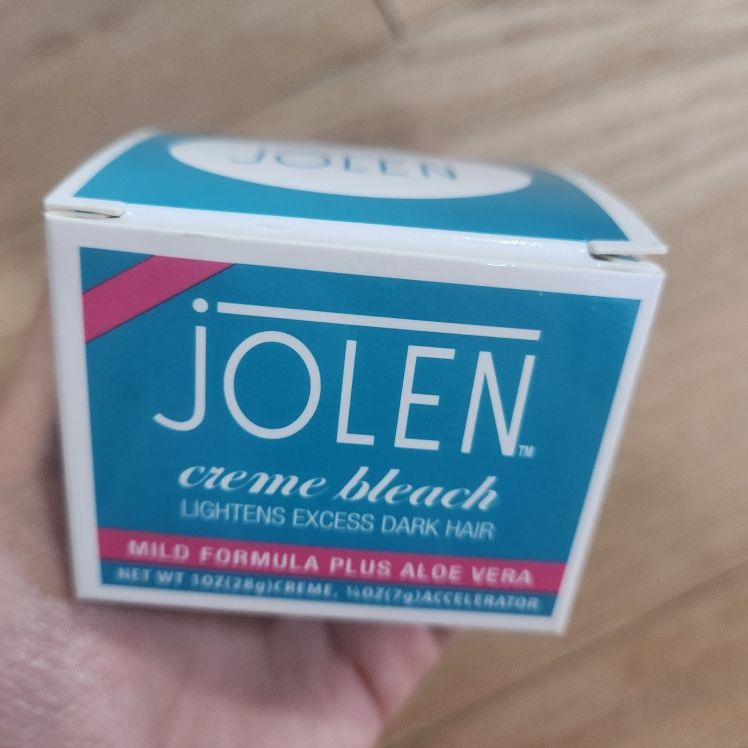 JOLEN
jOLEN™
creme bleach
LIGHTENS EXCESS DARK HAIR
MILD FORMULA PLUS ALOE VERA
NET WT 1OZ(28g)CREME, ¼OZ(7g)ACCELERATOR